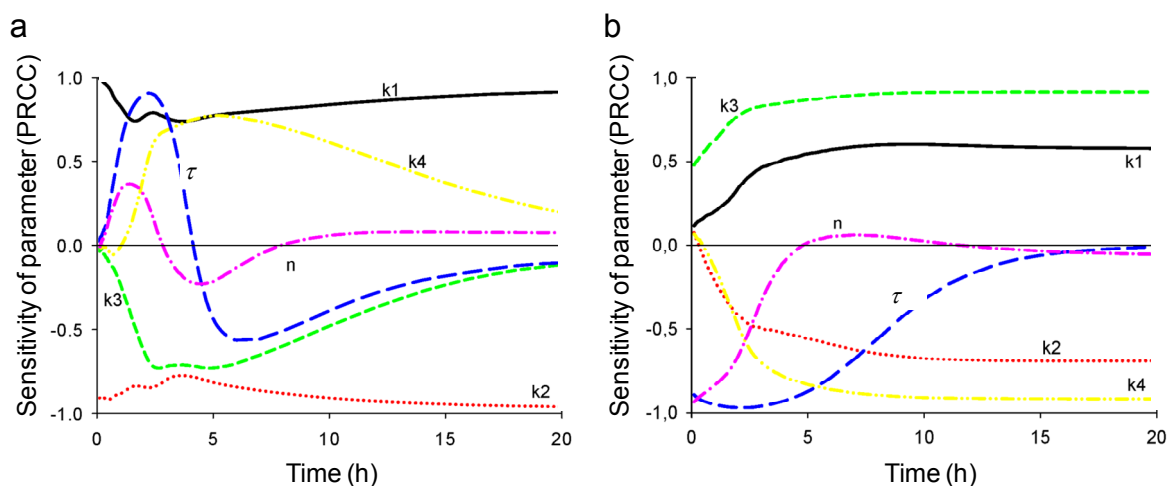 a
Sensitivity of parameter (PRCC)
1,0
0.5
0.0
-0.5
-1.0
k1
k4
τ
n
k3
k2
0
5
10
15
20
Time (h)
b
Sensitivity of parameter (PRCC)
1.0
0.5
0.0
-0.5
-1,0
k3
k1
n
τ
k2
k4
0
5
10
15
20
Time (h)